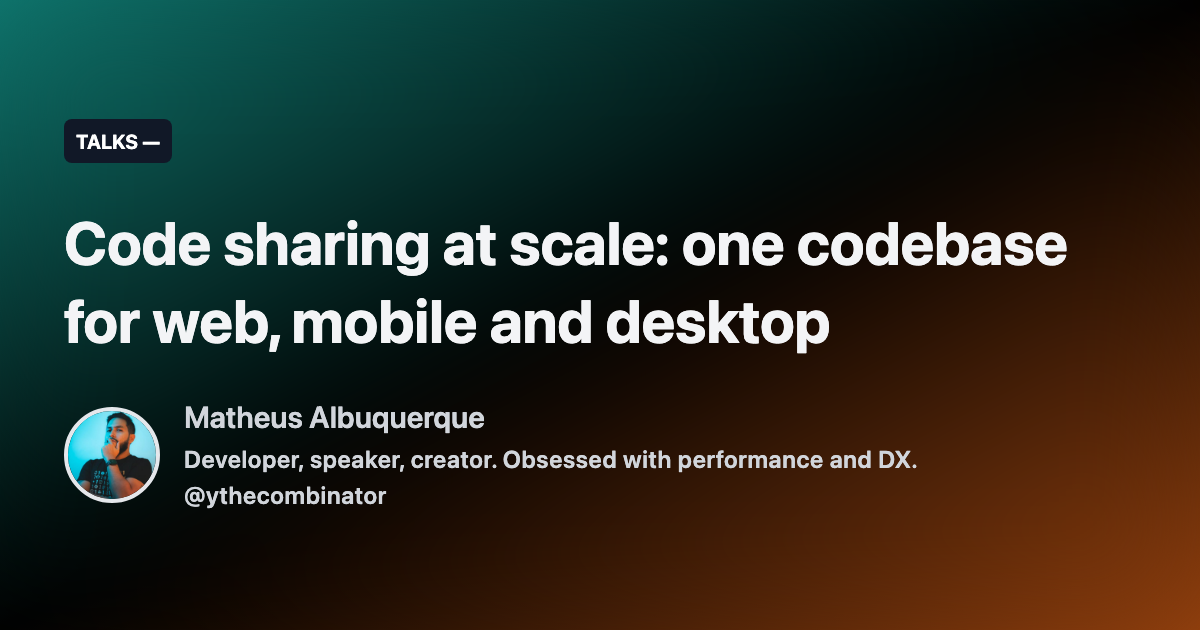 TALKS —
Code sharing at scale: one codebase
for web, mobile and desktop
Matheus Albuquerque
Developer, speaker, creator. Obsessed with performance and DX.
@ythecombinator